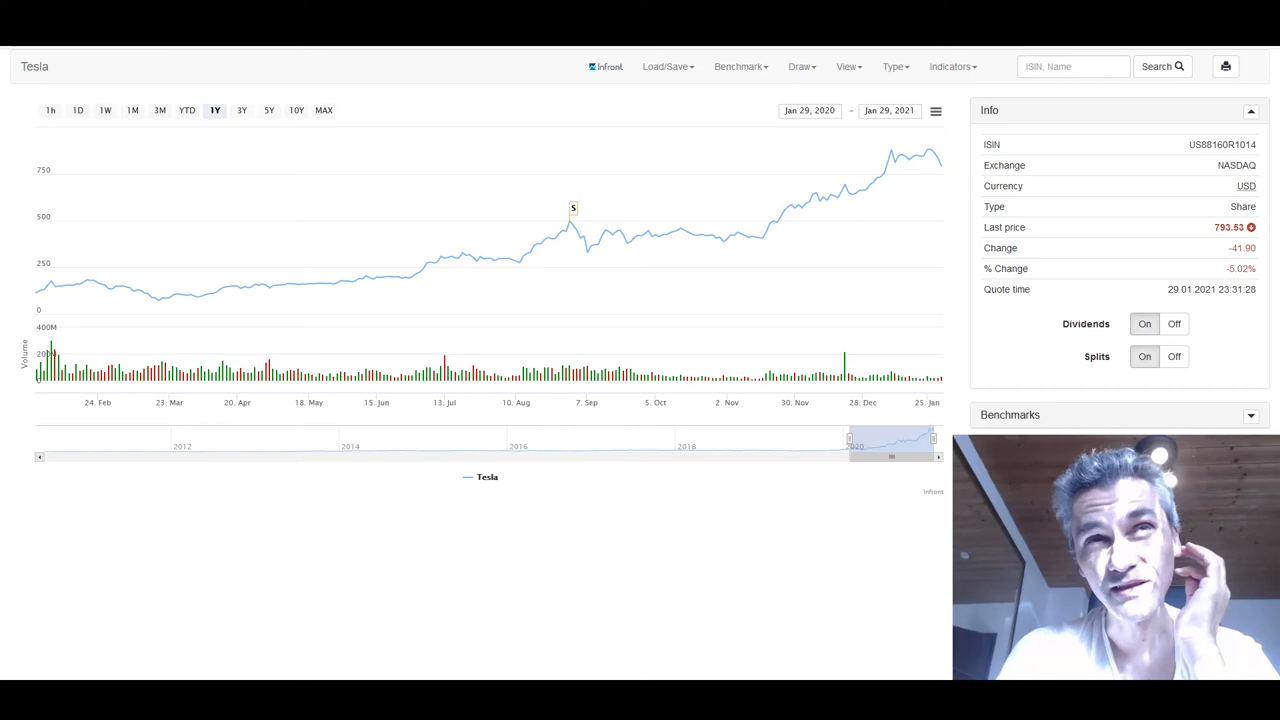 Tesla
Infront
Load/Save
Benchmark
Draw
View
Type
Indicators
ISIN, Name
Search
1h 1D 1W 1M 3M YTD 1Y 3Y 5Y 10Y MAX
Jan 29, 2020 – Jan 29, 2021
750
500
250
0
S
Volume
400M
200M
0
24. Feb 23. Mar 20. Apr 18. May 15. Jun 13. Jul 10. Aug 7. Sep 5. Oct 2. Nov 30. Nov 28. Dec 25. Jan
2012 2014 2016 2018 2020
Tesla
Infront
Info
ISIN US88160R1014
Exchange NASDAQ
Currency USD
Type Share
Last price 793.53
Change -41.90
% Change -5.02%
Quote time 29.01.2021 23:31:28
Dividends On Off
Splits On Off
Benchmarks